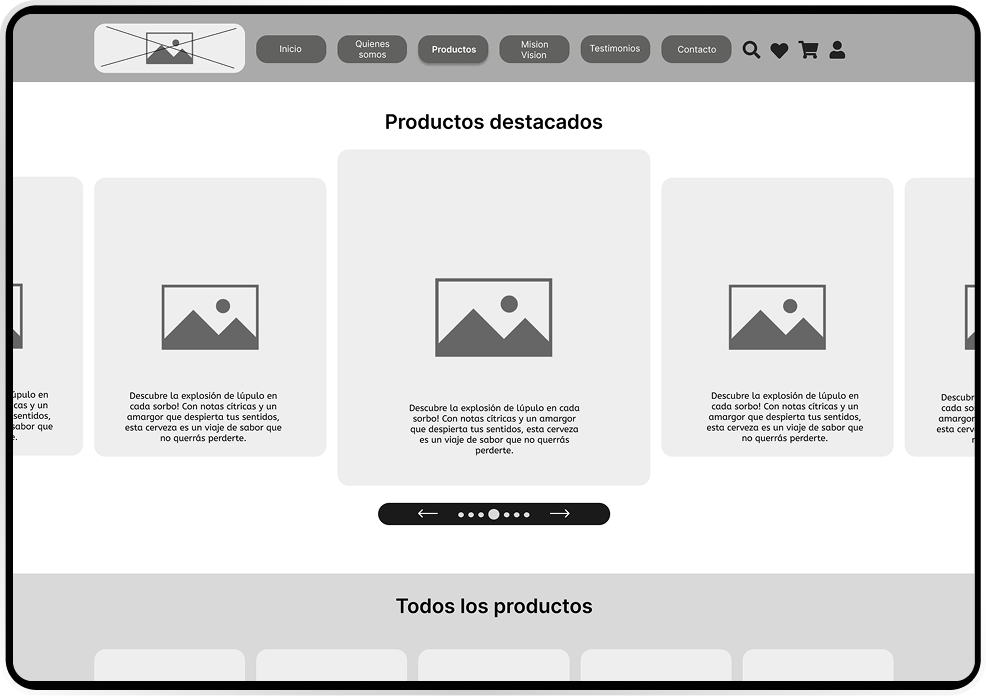 Inicio
Quienes
somos
Productos
Mision
Vision
Testimonios
Contacto
Productos destacados
lúpulo en
cas y un
sentidos,
sabor que
e.
Descubre la explosión de lúpulo en
cada sorbo! Con notas cítricas y un
amargor que despierta tus sentidos,
esta cerveza es un viaje de sabor que
no querrás perderte.
Descubre la explosión de lúpulo en cada
sorbo! Con notas cítricas y un amargor
que despierta tus sentidos, esta cerveza
es un viaje de sabor que no querrás
perderte.
Descubre la explosión de lúpulo en
cada sorbo! Con notas cítricas y un
amargor que despierta tus sentidos,
esta cerveza es un viaje de sabor que
no querrás perderte.
Descubr
cada so
amargor
esta cerv
Todos los productos